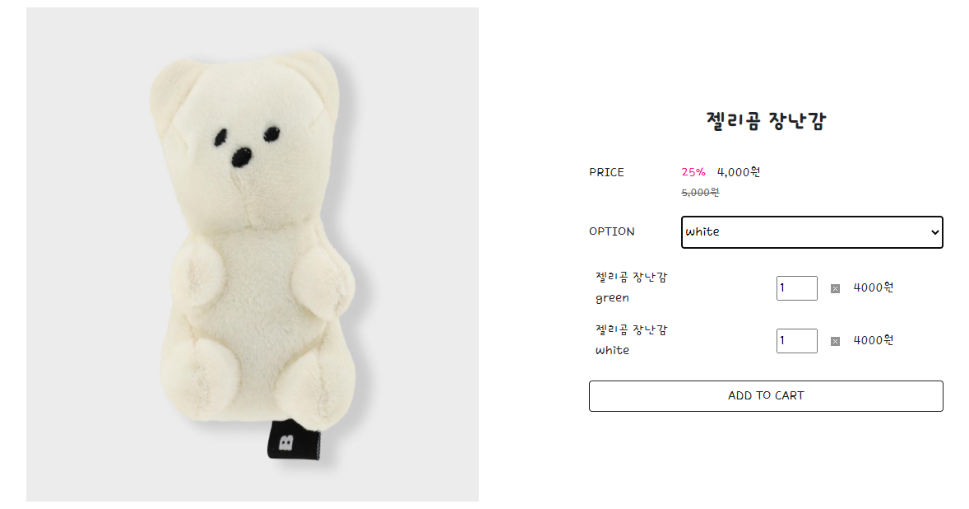 B
젤리곰 장난감
PRICE 25% 4,000원
5,000원
OPTION white
젤리곰 장난감
green
1 4000원
젤리곰 장난감
white
1 4000원
ADD TO CART